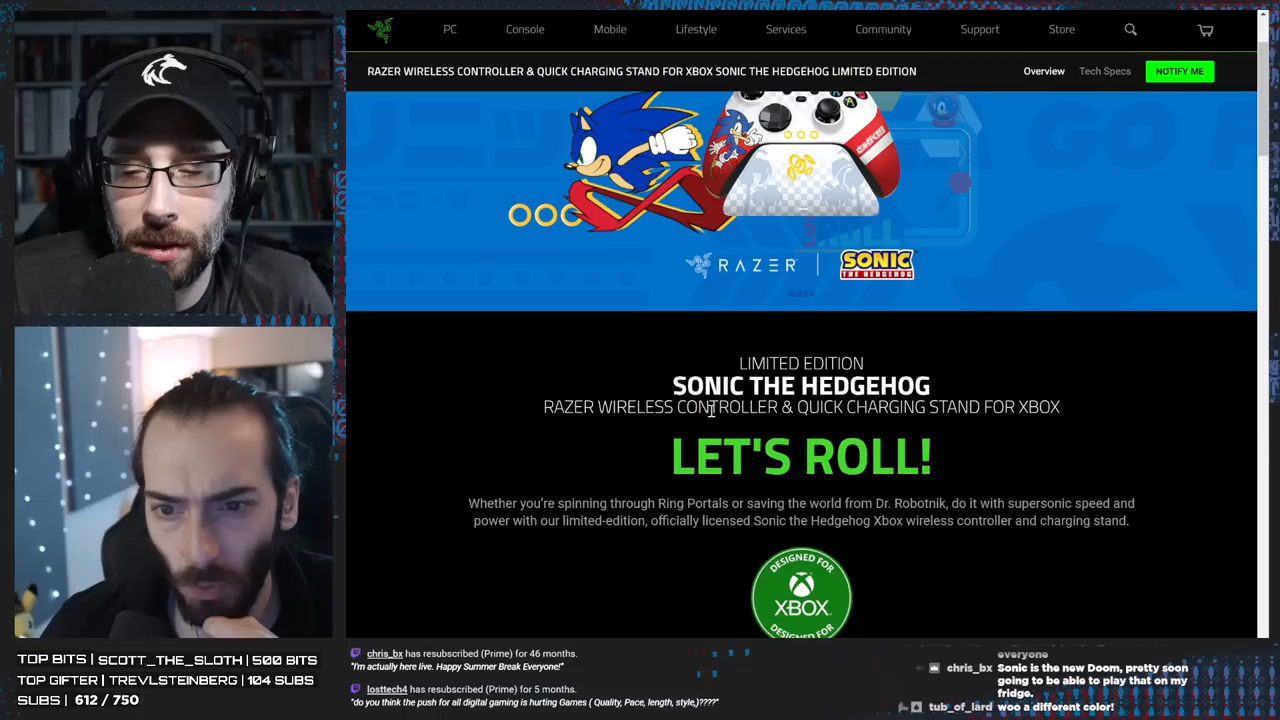 PC Console Mobile Lifestyle Services Community Support Store
RAZER WIRELESS CONTROLLER & QUICK CHARGING STAND FOR XBOX SONIC THE HEDGEHOG LIMITED EDITION
Overview Tech Specs NOTIFY ME
RAZER | SONIC
THE HEDGEHOG
©SEGA
LIMITED EDITION
SONIC THE HEDGEHOG
RAZER WIRELESS CONTROLLER & QUICK CHARGING STAND FOR XBOX
LET'S ROLL!
Whether you're spinning through Ring Portals or saving the world from Dr. Robotnik, do it with supersonic speed and
power with our limited-edition, officially licensed Sonic the Hedgehog Xbox wireless controller and charging stand.
DESIGNED FOR
XBOX
DESIGNED FOR
TOP BITS | SCOTT_THE_SLOTH | 500 BITS
TOP GIFTER | TREVLSTEINBERG | 104 SUBS
SUBS | 612 / 750
chris_bx has resubscribed (Prime) for 46 months.
"I'm actually here live. Happy Summer Break Everyone!"
losttech4 has resubscribed (Prime) for 5 months.
"do you think the push for all digital gaming is hurting Games ( Quality, Pace, length, style,)????"
everyone
chris_bx Sonic is the new Doom, pretty soon
going to be able to play that on my
fridge.
tub_of_lard woo a different color!